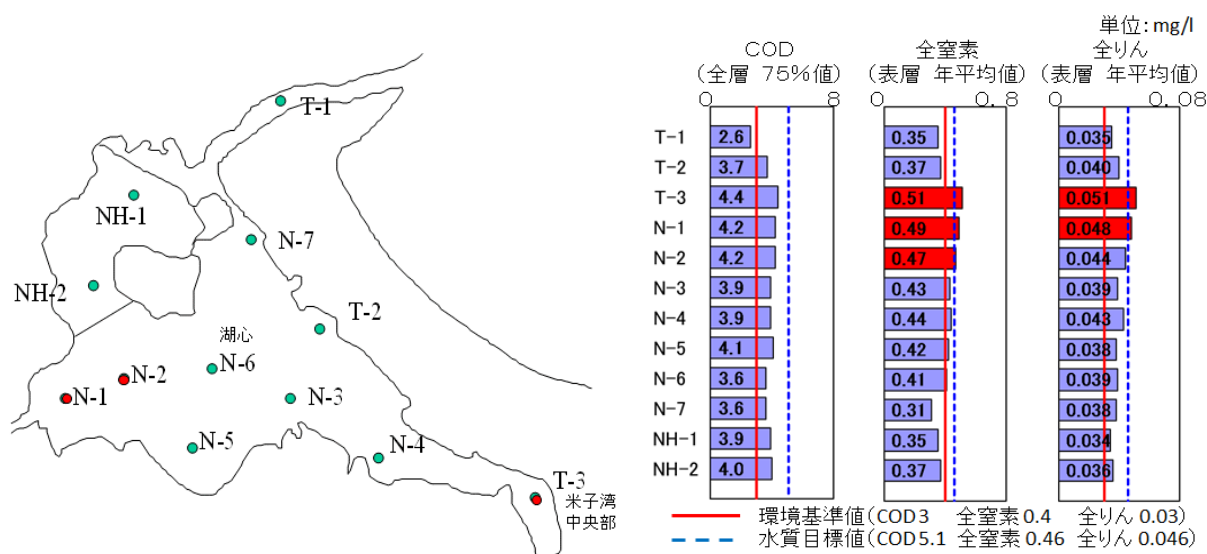 T-1
NH-1
N-7
NH-2
T-2
湖心
N-6
N-2
N-1
N-3
N-5
N-4
T-3
米子湾
中央部
単位：mg/l
COD
(全層 75%値)
全窒素
(表層 年平均値)
全りん
(表層 年平均値)
0 8 0 0.8 0 0.08
T-1 2.6 0.35 0.035
T-2 3.7 0.37 0.040
T-3 4.4 0.51 0.051
N-1 4.2 0.49 0.048
N-2 4.2 0.47 0.044
N-3 3.9 0.43 0.039
N-4 3.9 0.44 0.043
N-5 4.1 0.42 0.038
N-6 3.6 0.41 0.039
N-7 3.6 0.31 0.038
NH-1 3.9 0.35 0.034
NH-2 4.0 0.37 0.036
環境基準値(COD3 全窒素0.4 全りん0.03)
水質目標値(COD5.1 全窒素0.46 全りん0.046)